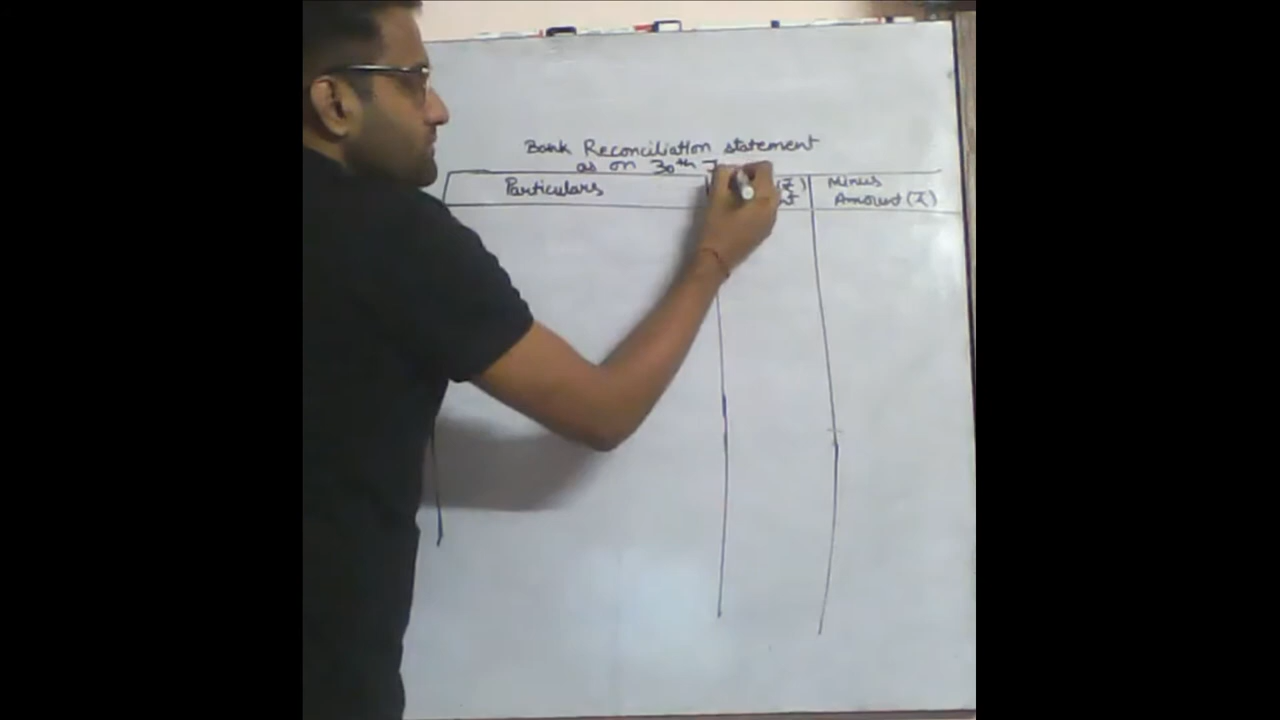 Bank Reconciliation statement
as on 30th
Particulars
(₹)
Minus
Amount (₹)